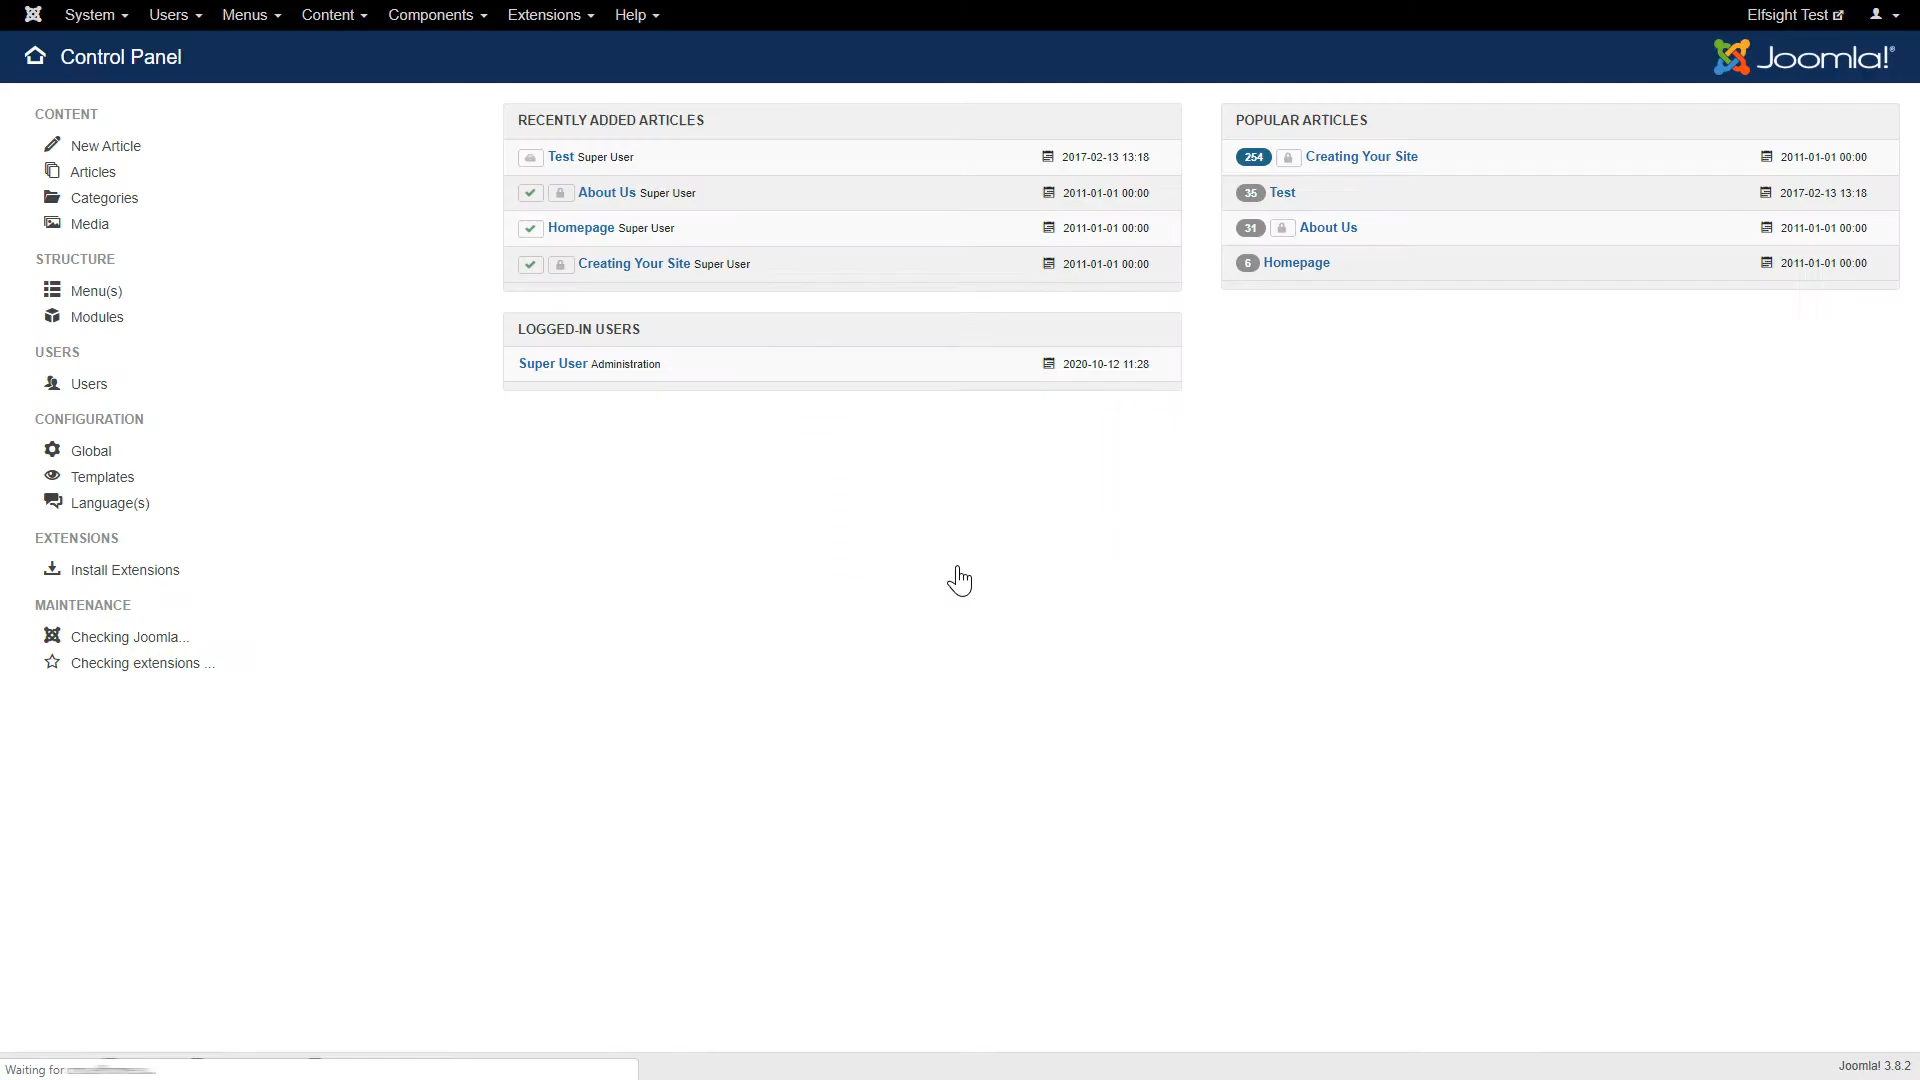 System Users Menus Content Components Extensions Help Elfsight Test
Control Panel Joomla!®
CONTENT
New Article
Articles
Categories
Media
STRUCTURE
Menu(s)
Modules
USERS
Users
CONFIGURATION
Global
Templates
Language(s)
EXTENSIONS
Install Extensions
MAINTENANCE
Checking Joomla...
Checking extensions ...
RECENTLY ADDED ARTICLES
Test Super User 2017-02-13 13:18
About Us Super User 2011-01-01 00:00
Homepage Super User 2011-01-01 00:00
Creating Your Site Super User 2011-01-01 00:00
LOGGED-IN USERS
Super User Administration 2020-10-12 11:28
POPULAR ARTICLES
254 Creating Your Site 2011-01-01 00:00
35 Test 2017-02-13 13:18
31 About Us 2011-01-01 00:00
6 Homepage 2011-01-01 00:00
Waiting for
Joomla! 3.8.2